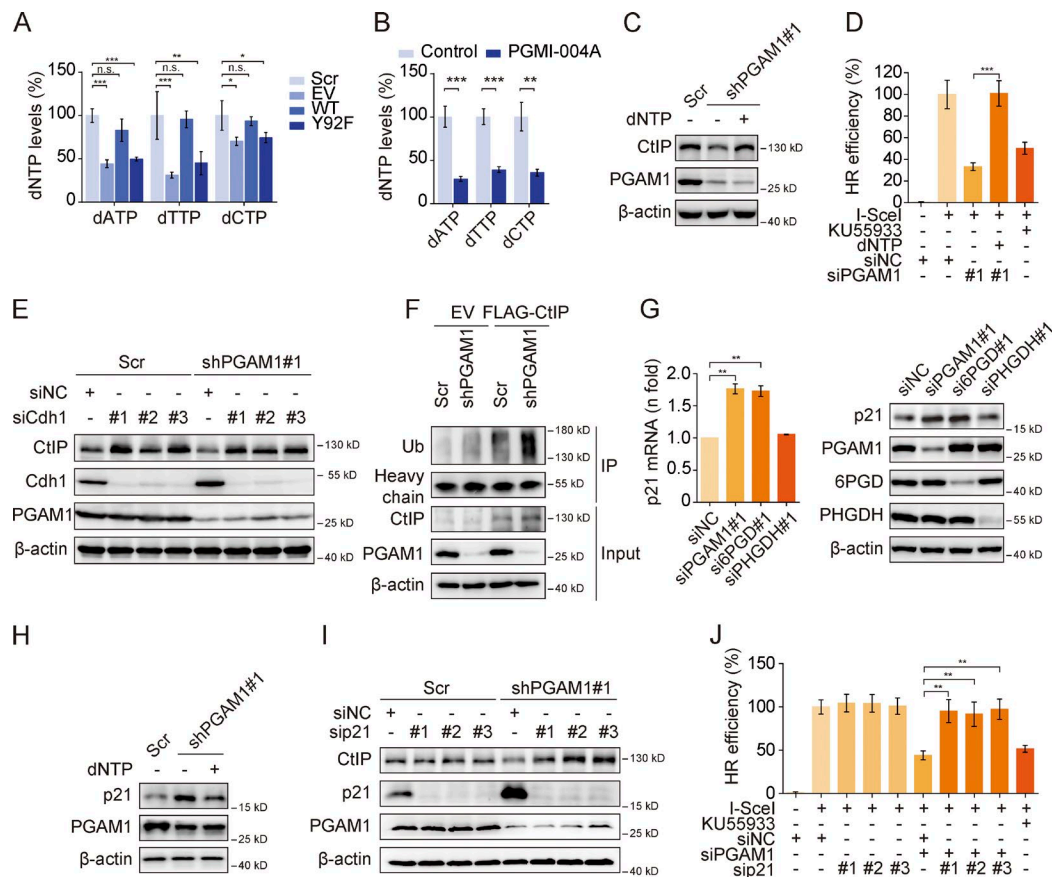 A
dNTP levels (%)
150
100
50
0
***
n.s.
***
**
n.s.
***
*
n.s.
*
dATP
dTTP
dCTP
Scr
EV
WT
Y92F
B
Control
PGMI-004A
dNTP levels (%)
150
100
50
0
***
***
**
dATP
dTTP
dCTP
C
Scr
shPGAM1#1
dNTP - - +
CtIP
130 kD
PGAM1
25 kD
β-actin
40 kD
D
HR efficiency (%)
150
100
50
0
***
I-SceI - + + + +
KU55933 - - - - +
dNTP - - - + -
siNC + + - - -
siPGAM1 - - #1 #1 -
E
Scr
shPGAM1#1
siNC + - - - + - - -
siCdh1 - #1 #2 #3 - #1 #2 #3
CtIP
130 kD
Cdh1
55 kD
PGAM1
25 kD
β-actin
40 kD
F
EV FLAG-CtIP
Scr
shPGAM1
Scr
shPGAM1
Ub
180 kD
130 kD
Heavy
chain
55 kD
IP
CtIP
130 kD
PGAM1
25 kD
β-actin
40 kD
Input
G
p21 mRNA (n fold)
2.0
1.5
1.0
0
**
**
siNC
siPGAM1#1
si6PGD#1
siPHGDH#1
siNC
siPGAM1#1
si6PGD#1
siPHGDH#1
p21
15 kD
PGAM1
25 kD
6PGD
40 kD
PHGDH
55 kD
β-actin
40 kD
H
Scr
shPGAM1#1
dNTP - - +
p21
15 kD
PGAM1
25 kD
β-actin
40 kD
I
Scr
shPGAM1#1
siNC + - - - + - - -
sip21 - #1 #2 #3 - #1 #2 #3
CtIP
130 kD
p21
15 kD
PGAM1
25 kD
β-actin
40 kD
J
HR efficiency (%)
150
100
50
0
**
**
**
I-SceI - + + + + + + + + +
KU55933 - - - - - - - - - +
siNC + + - - - + - - - -
siPGAM1 - - - - - + + + + -
sip21 - - #1 #2 #3 - #1 #2 #3 -